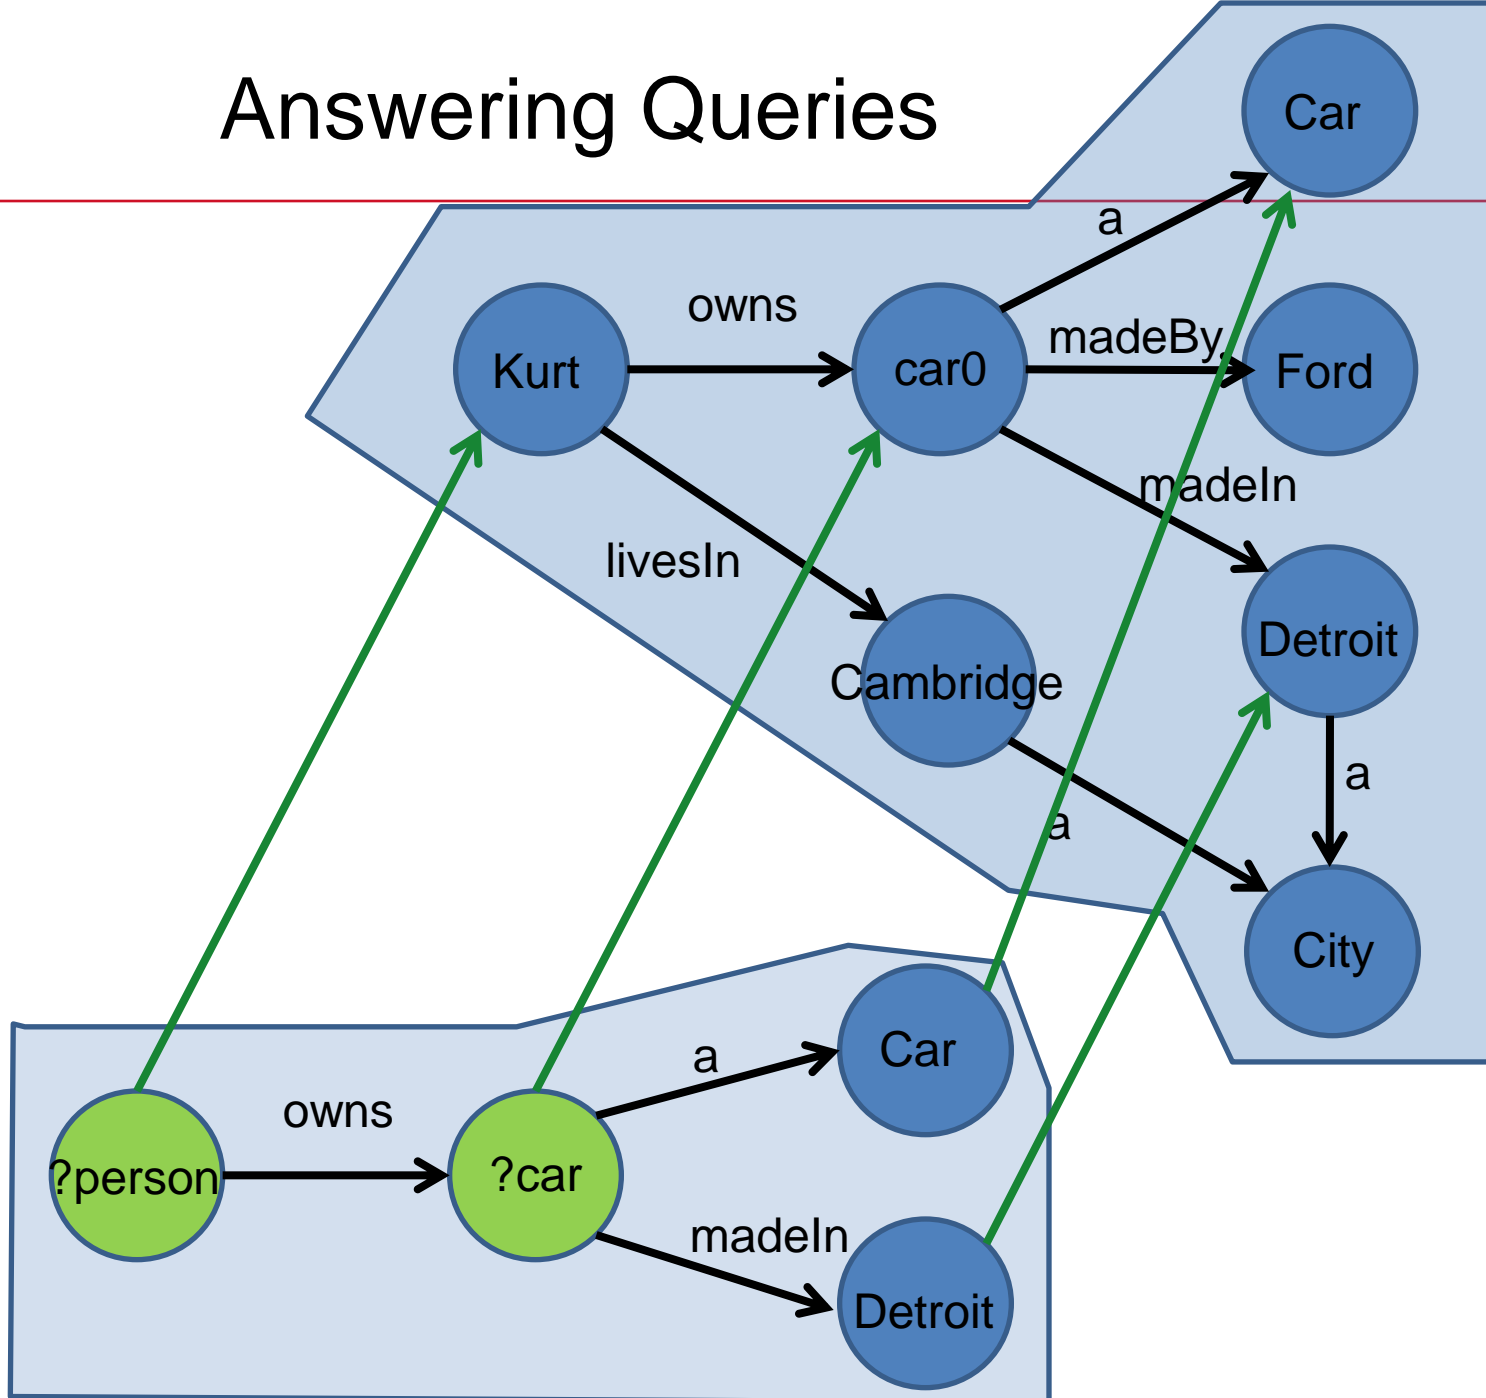 Answering Queries
Car
a
owns
madeBy
Kurt
car0
Ford
madeIn
livesIn
Detroit
Cambridge
a
a
City
Car
a
owns
?person
?car
madeIn
Detroit